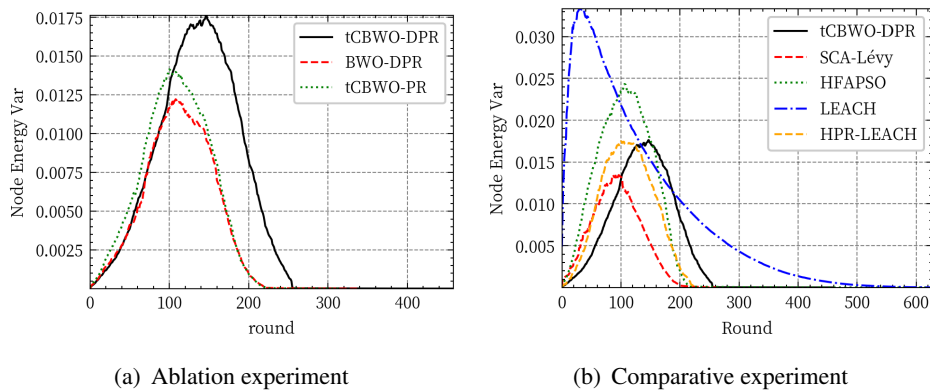 0.0175
0.0150
0.0125
0.0100
0.0075
0.0050
0.0025
Node Energy Var
tCBWO-DPR
BWO-DPR
tCBWO-PR
0 100 200 300 400
round
(a) Ablation experiment
0.030
0.025
0.020
0.015
0.010
0.005
Node Energy Var
tCBWO-DPR
SCA-Lévy
HFAPSO
LEACH
HPR-LEACH
0 100 200 300 400 500 600
Round
(b) Comparative experiment